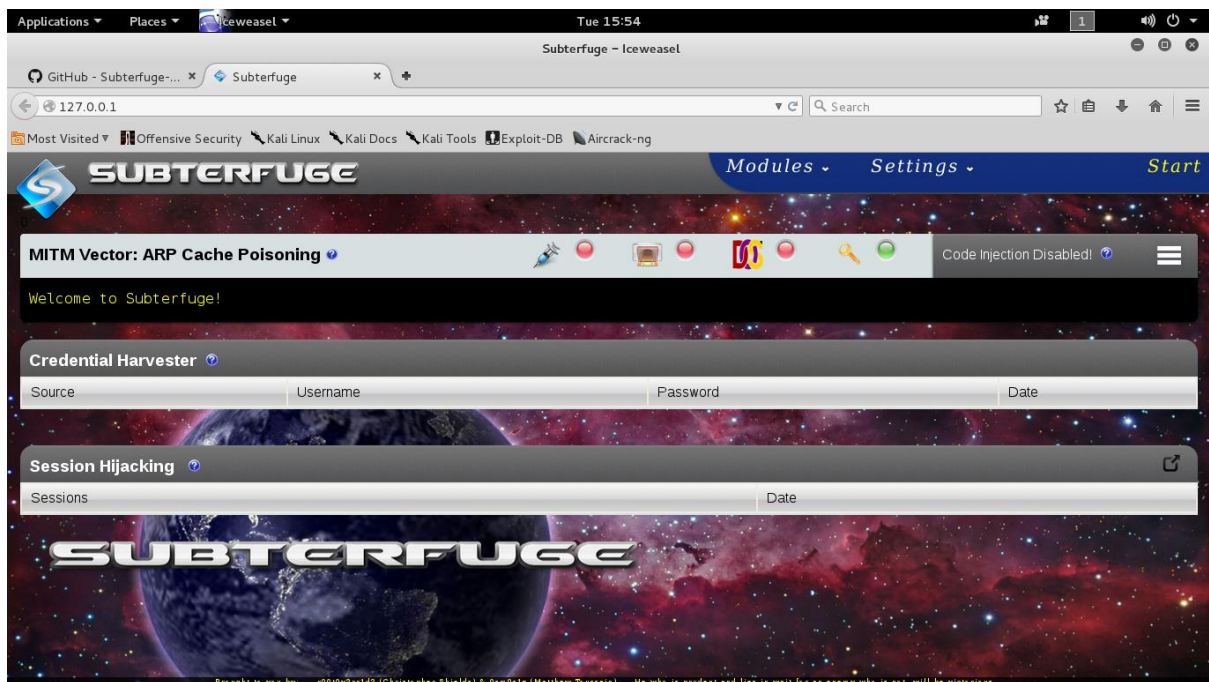 Applications Places Iceweasel Tue 15:54 1
Subterfuge - Iceweasel
GitHub - Subterfuge-... Subterfuge
127.0.0.1 Search
Most Visited Offensive Security Kali Linux Kali Docs Kali Tools Exploit-DB Aircrack-ng
SUBTERFUGE Modules Settings Start
MITM Vector: ARP Cache Poisoning Code Injection Disabled!
Welcome to Subterfuge!
Credential Harvester
Source Username Password Date
Session Hijacking
Sessions Date
SUBTERFUGE